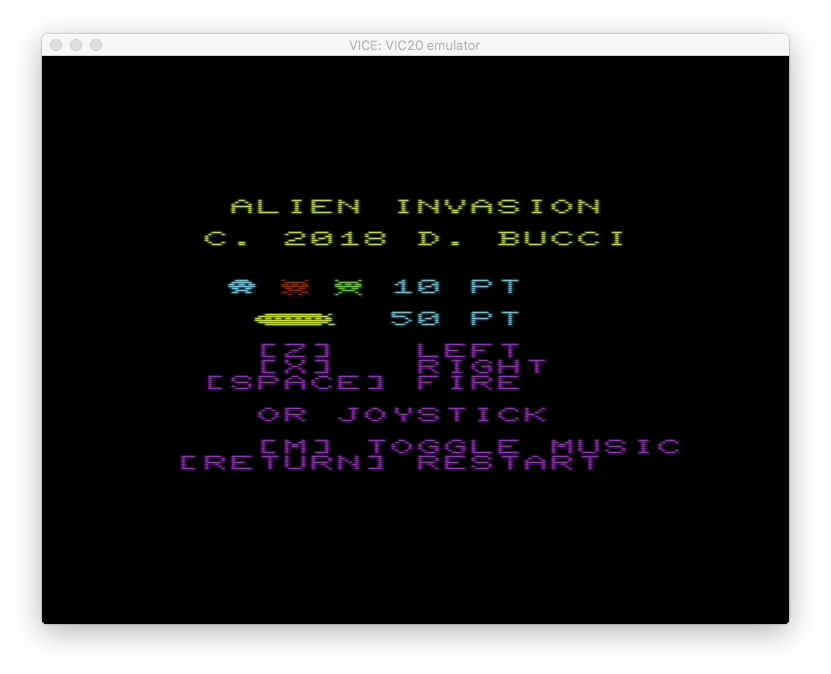 VICE: VIC20 emulator
ALIEN INVASION
C. 2018 D. BUCCI
10 PT
50 PT
[Z] LEFT
[X] RIGHT
[SPACE] FIRE
OR JOYSTICK
[M] TOGGLE MUSIC
[RETURN] RESTART